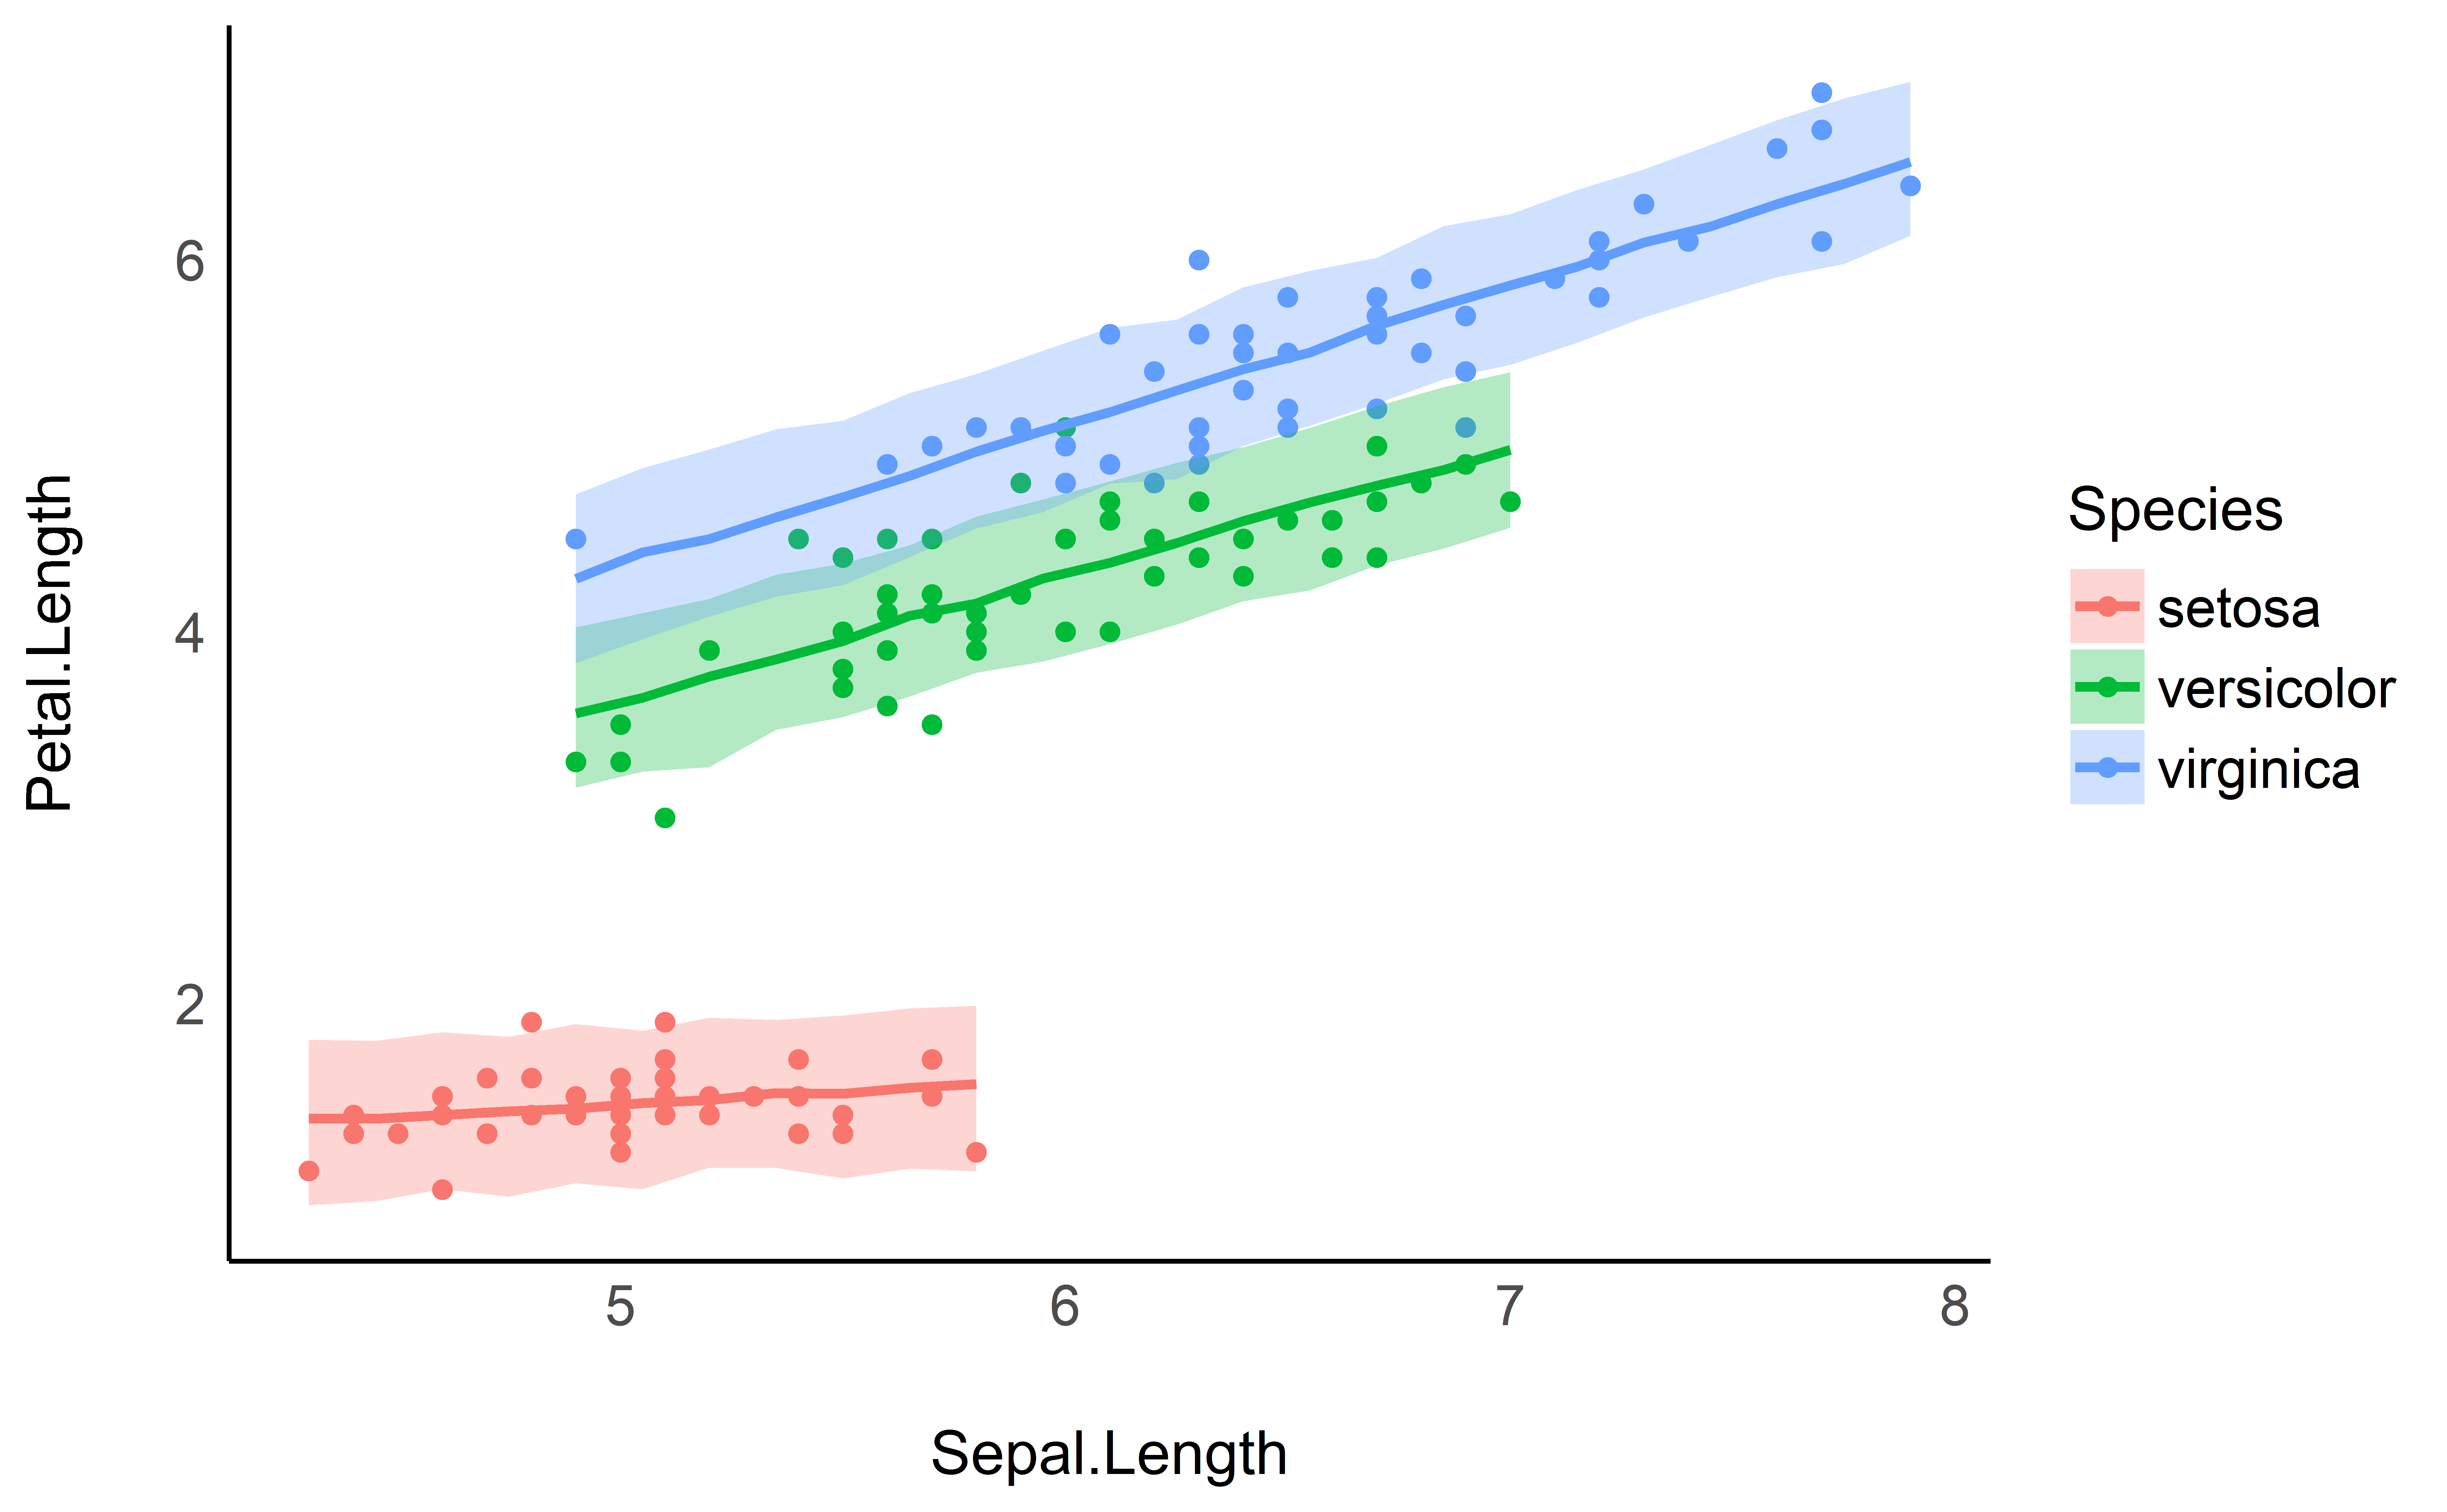 Petal.Length
6
4
2
5 6 7 8
Sepal.Length
Species
setosa
versicolor
virginica